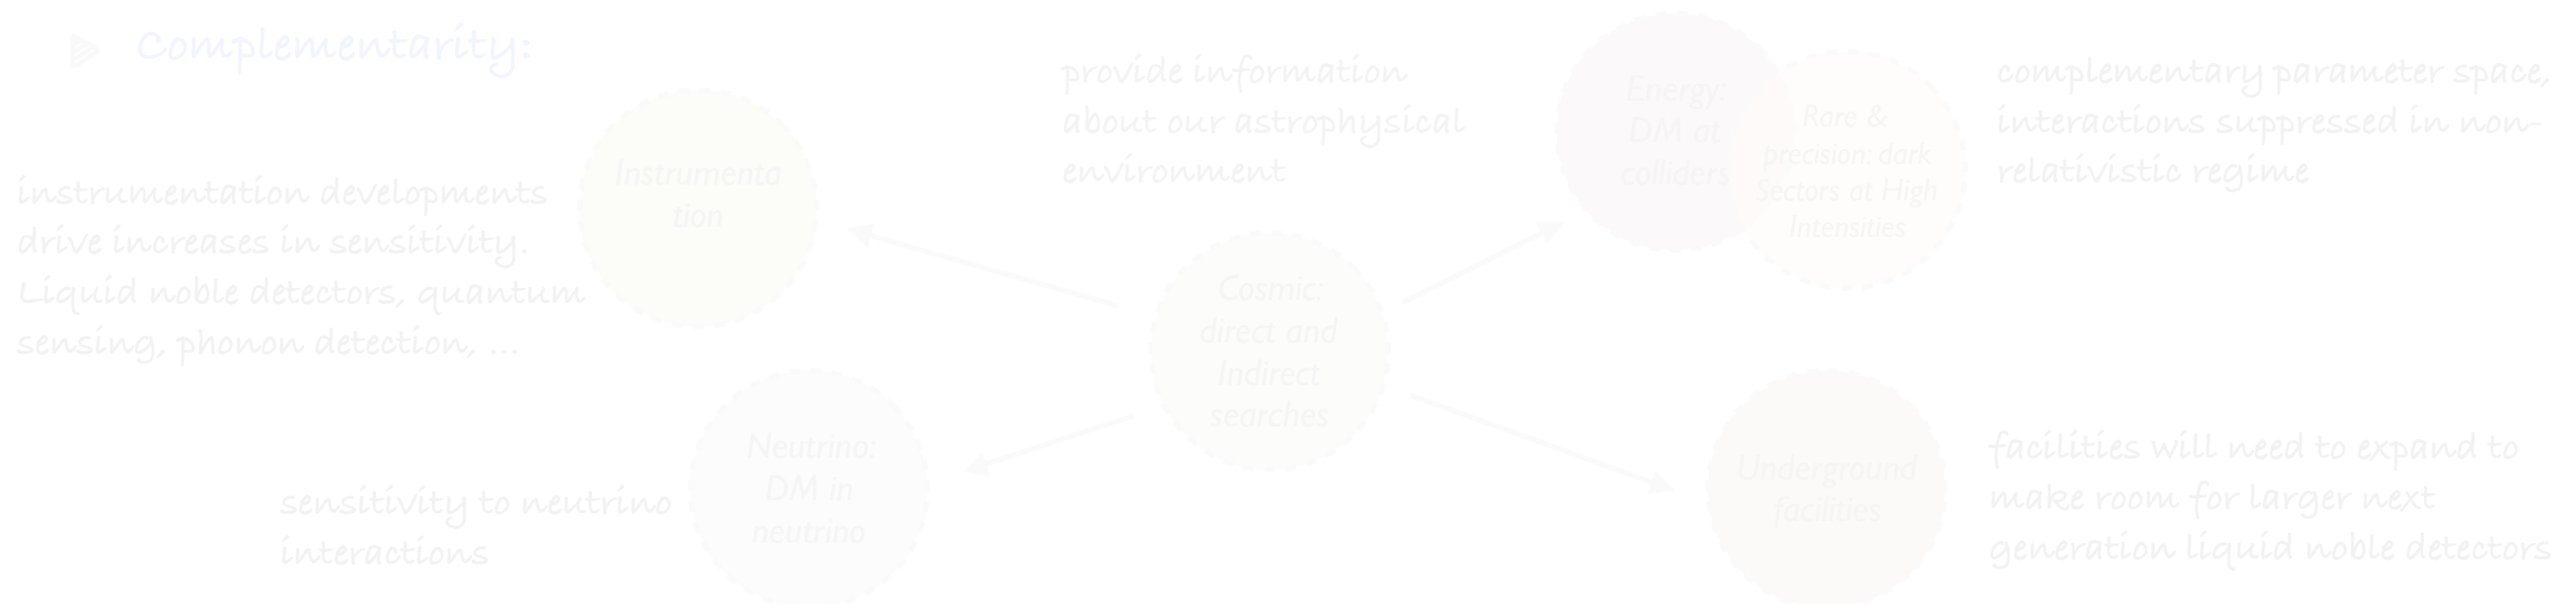 Complementarity:
instrumentation developments
drive increases in sensitivity.
Liquid noble detectors, quantum
sensing, phonon detection, ...
Instrumenta
tion
provide information
about our astrophysical
environment
Energy:
DM at
colliders
Rare &
precision: dark
Sectors at High
Intensities
complementary parameter space,
interactions suppressed in non-
relativistic regime
Cosmic:
direct and
Indirect
searches
sensitivity to neutrino
interactions
Neutrino:
DM in
neutrino
Underground
facilities
facilities will need to expand to
make room for larger next
generation liquid noble detectors